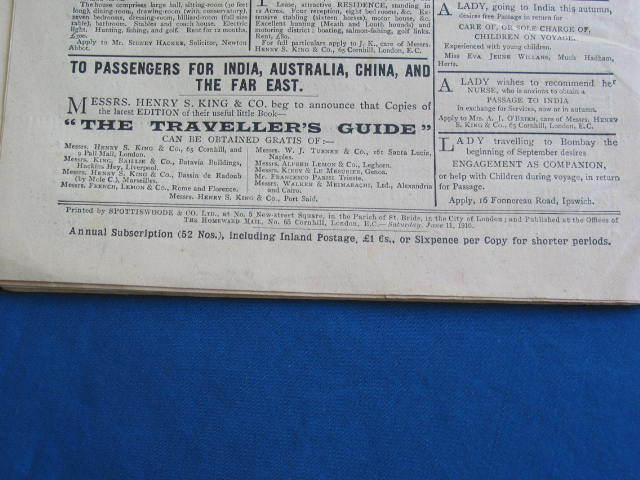 The house comprises large hall, sitting-room (30 feet
long), dining-room, drawing-room (with conservatory),
seven bedrooms, dressing-room, billiard-room (full size
table), bathroom. Stables and coach house. Electric
light. Hunting, fishing, and golf. Rent for 12 months
£300.
Apply to Mr. SIDNEY HACKER, Solicitor, Newton
Abbot.
Lease, attractive RESIDENCE, standing in
12 Acres. Four reception, eight bed rooms, &c. Ex-
tensive stabling (sixteen horses), motor house, &c.
Excellent hunting (Meath and Louth hounds) and
motoring district; boating, salmon-fishing, golf links.
Rent, £80.
For full particulars apply to J. K., care of Messrs.
HENRY S. KING & Co., 65 Cornhill, London, E.C.
TO PASSENGERS FOR INDIA, AUSTRALIA, CHINA, AND
THE FAR EAST.
MESSRS. HENRY S. KING & CO. beg to announce that Copies of
the latest EDITION of their useful little Book—
"THE TRAVELLER'S GUIDE"
CAN BE OBTAINED GRATIS OF:—
Messrs. HENRY S. KING & Co., 65 Cornhill, and
9 Pall Mall, London.
Messrs. KING, BAILLIE & Co., Batavia Buildings,
Hackins Hey, Liverpool.
Messrs. HENRY S. KING & Co., Bassin de Radoub
(by Mole C.), Marseilles.
Messrs. FRENCH, LEMON & Co., Rome and Florence.
Messrs. W. J. TURNER & Co., 161 Santa Lucia,
Naples.
Messrs. ALFRED LEMON & Co., Leghorn.
Messrs. KIRBY & LE MESURIER, Genoa.
Mr. FRANCESCO PARISI Trieste.
Messrs. WALKER & MEIMARACHI, Ltd., Alexandria
and Cairo.
Messrs. HENRY S. KING & Co., Port Said.
A LADY, going to India this autumn,
desires free Passage in return for
CARE OF, OR SOLE CHARGE OF,
CHILDREN ON VOYAGE.
Experienced with young children.
Miss EVA JEUNE WILLANS, Much Hadham,
Herts.
A LADY wishes to recommend her
NURSE, who is anxious to obtain a
PASSAGE TO INDIA
in exchange for Services, now or in autumn.
Apply to Mrs. A. J. O'BRIEN, care of Messrs. HENRY
S. KING & Co., 65 Cornhill, London, E.C.
LADY travelling to Bombay the
beginning of September desires
ENGAGEMENT AS COMPANION,
or help with Children during voyage, in return
for Passage.
Apply, 16 Fonnereau Road, Ipswich.
Printed by SPOTTISWOODE & CO. LTD., at No. 5 New-street Square, in the Parish of St. Bride, in the City of London; and Published at the Offices of
THE HOMEWARD MAIL, No. 65 Cornhill, London, E.C.—Saturday, June 11, 1910.
Annual Subscription (52 Nos.), including Inland Postage, £1 6s., or Sixpence per Copy for shorter periods.